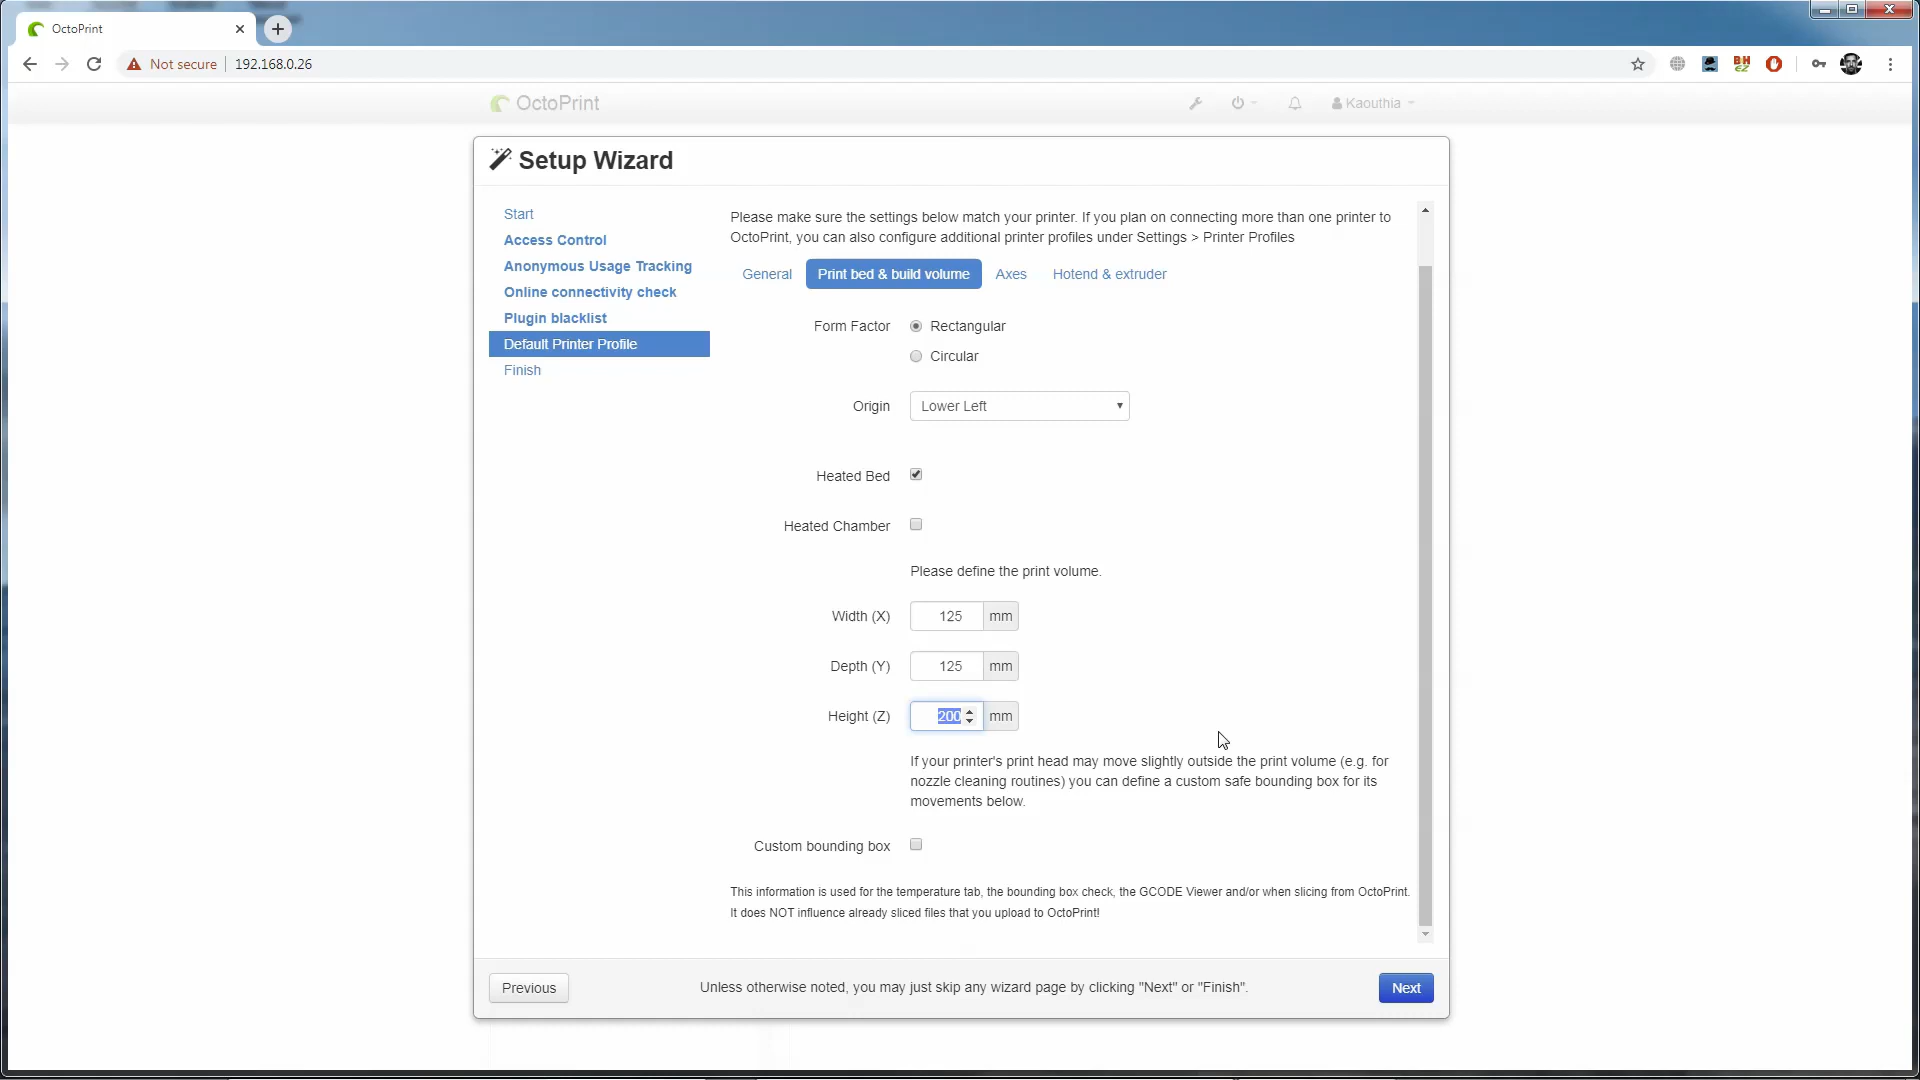 OctoPrint
Not secure
192.168.0.26
BH
EZ
OctoPrint
Kaouthia
Setup Wizard
Start
Access Control
Anonymous Usage Tracking
Online connectivity check
Plugin blacklist
Default Printer Profile
Finish
Please make sure the settings below match your printer. If you plan on connecting more than one printer to
OctoPrint, you can also configure additional printer profiles under Settings > Printer Profiles
General
Print bed & build volume
Axes
Hotend & extruder
Form Factor
Rectangular
Circular
Origin
Lower Left
Heated Bed
Heated Chamber
Please define the print volume.
Width (X)
125
mm
Depth (Y)
125
mm
Height (Z)
200
mm
If your printer's print head may move slightly outside the print volume (e.g. for
nozzle cleaning routines) you can define a custom safe bounding box for its
movements below.
Custom bounding box
This information is used for the temperature tab, the bounding box check, the GCODE Viewer and/or when slicing from OctoPrint.
It does NOT influence already sliced files that you upload to OctoPrint!
Previous
Unless otherwise noted, you may just skip any wizard page by clicking "Next" or "Finish".
Next